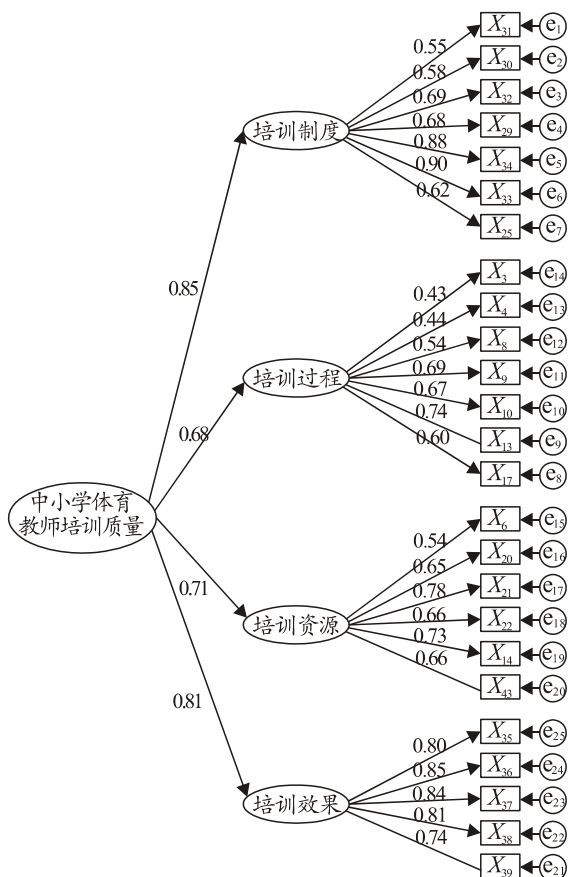 0.55 X31 e1
0.58 X30 e2
0.69 X32 e3
培训制度 0.68 X29 e4
0.88 X34 e5
0.90 X33 e6
0.62 X25 e7
0.85
0.43 X3 e14
0.44 X4 e13
0.54 X8 e12
培训过程 0.69 X9 e11
0.67 X10 e10
0.74 X13 e9
0.60 X17 e8
0.68
中小学体育
教师培训质量
0.54 X6 e15
0.65 X20 e16
0.78 X21 e17
0.71
培训资源 0.66 X22 e18
0.73 X14 e19
0.66 X43 e20
0.81
0.80 X35 e25
0.85 X36 e24
培训效果 0.84 X37 e23
0.81 X38 e22
0.74 X39 e21